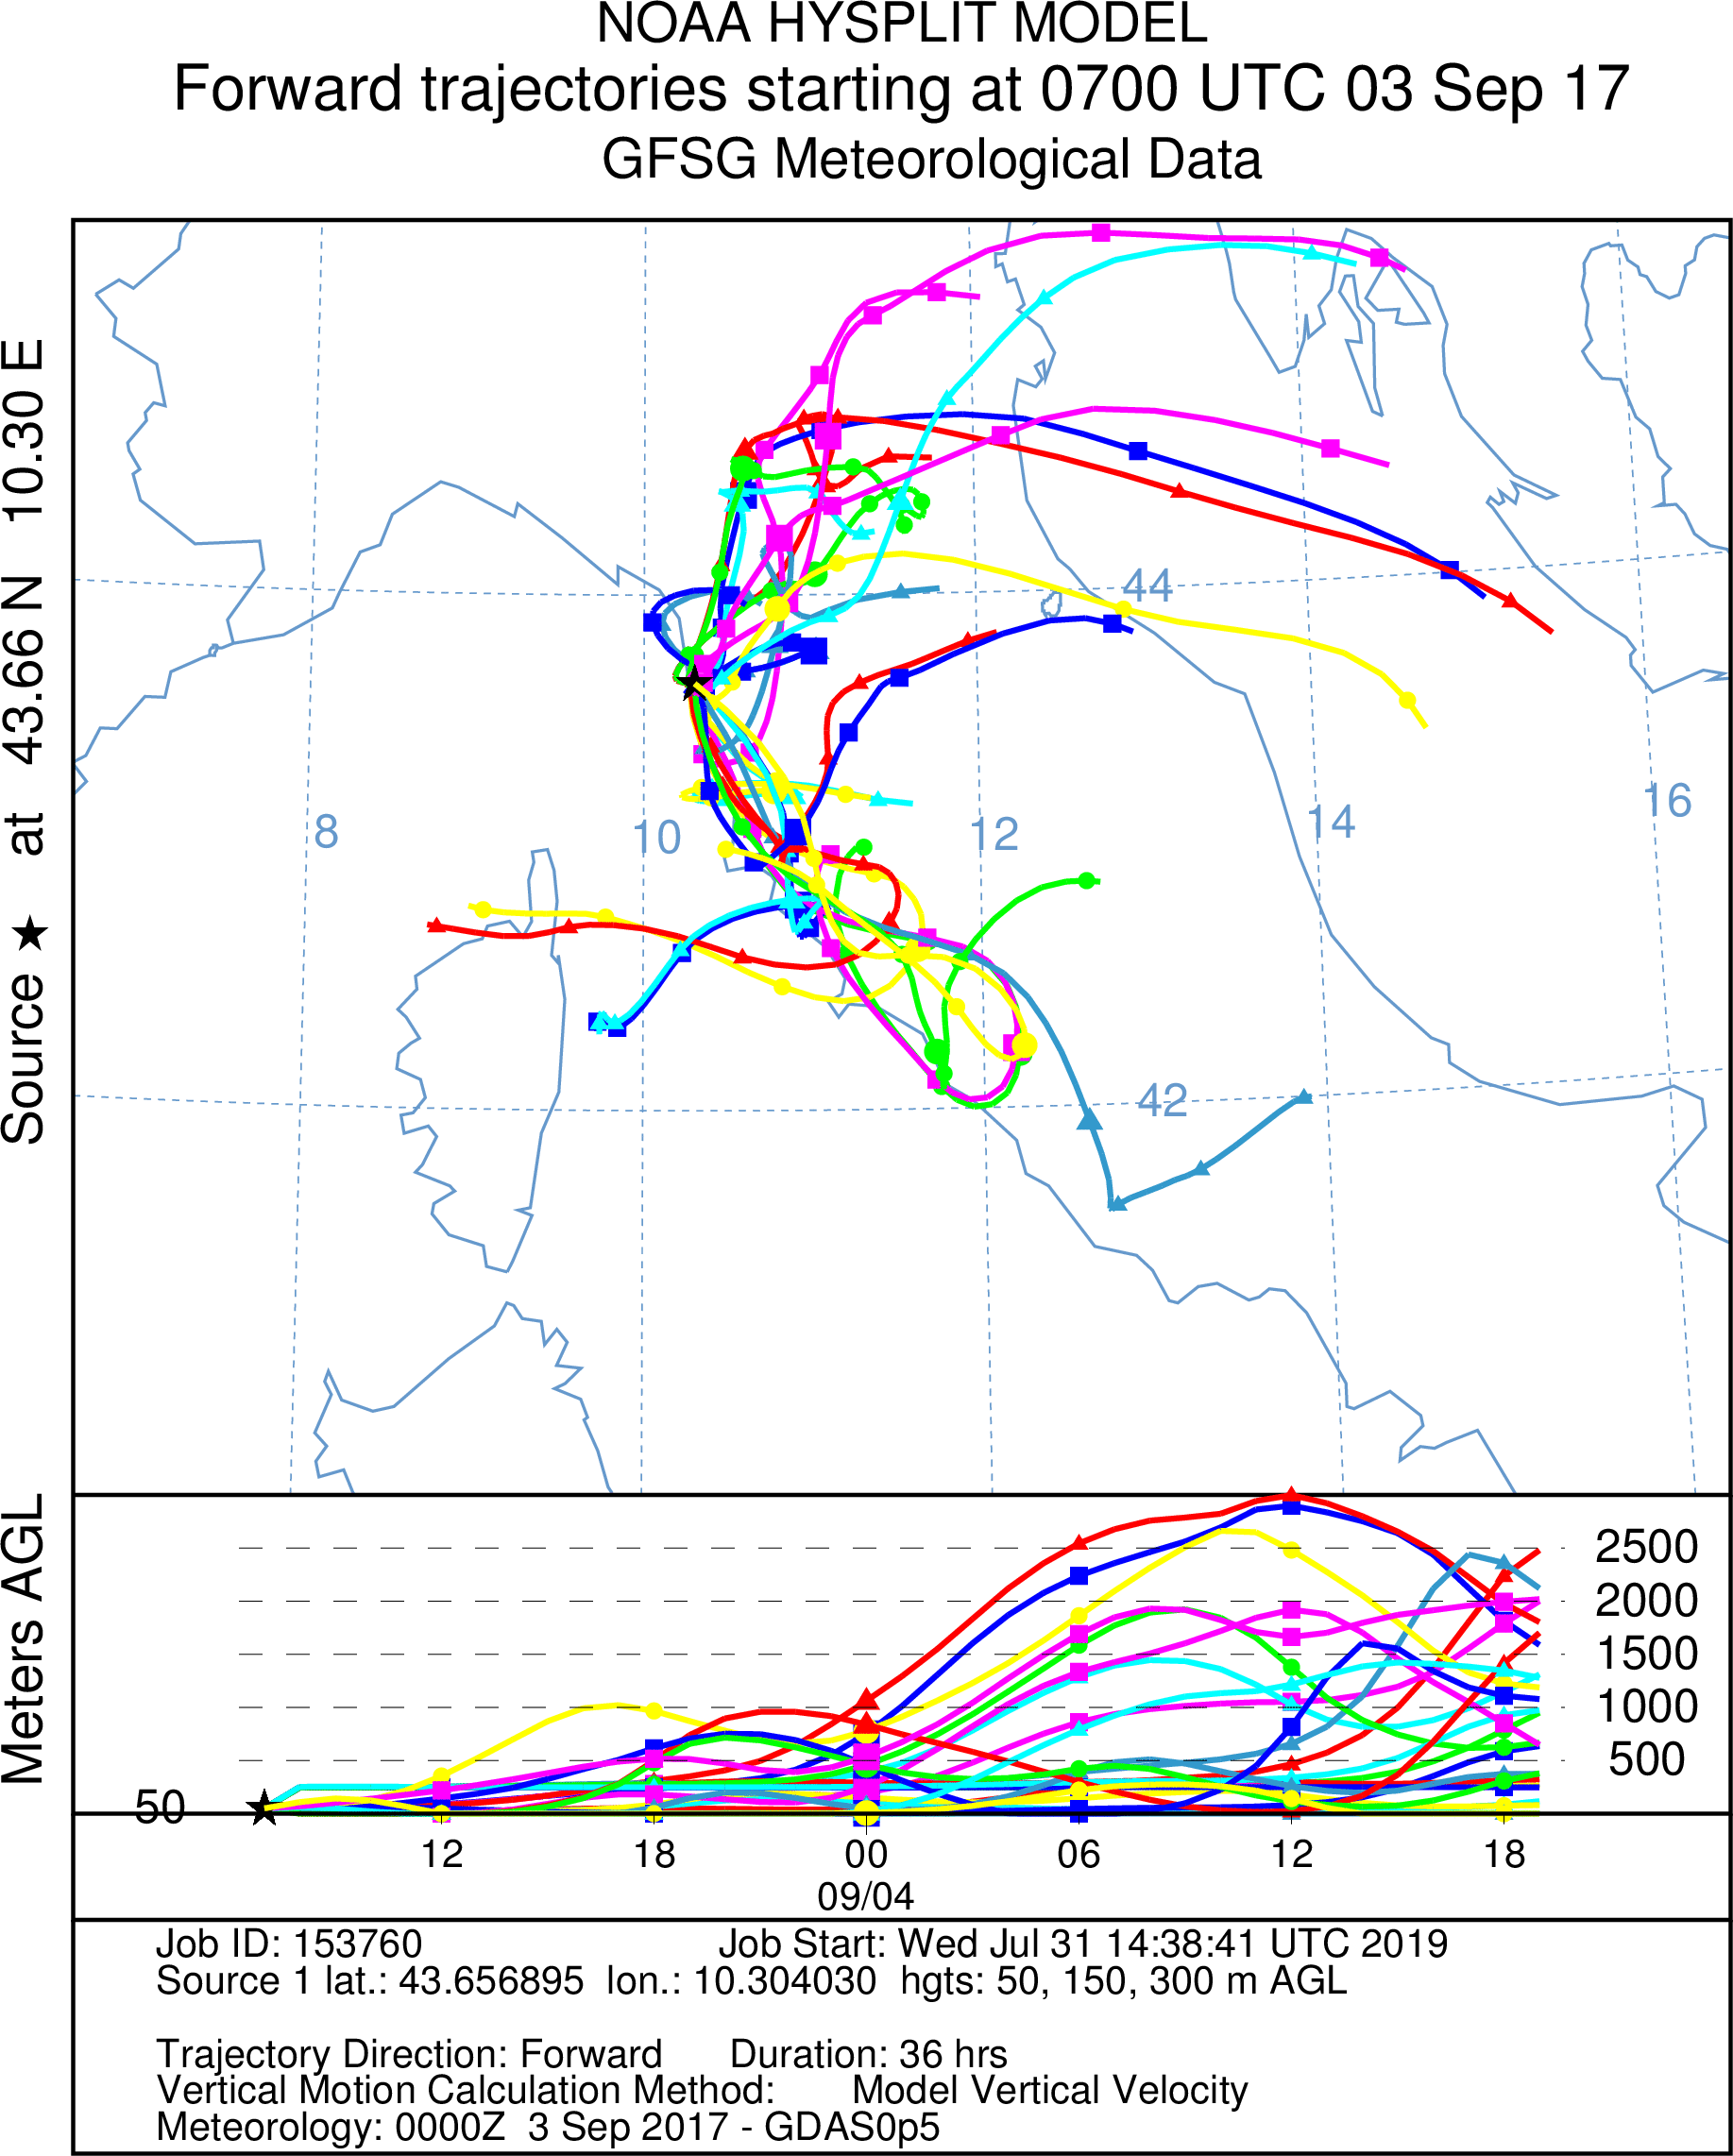 NOAA HYSPLIT MODEL
Forward trajectories starting at 0700 UTC 03 Sep 17
GFSG Meteorological Data
Source ★ at 43.66 N 10.30 E
44
8
10
12
14
16
42
Meters AGL
2500
2000
1500
1000
500
50
12 18 00 06 12 18
09/04
Job ID: 153760 Job Start: Wed Jul 31 14:38:41 UTC 2019
Source 1 lat.: 43.656895 lon.: 10.304030 hgts: 50, 150, 300 m AGL
Trajectory Direction: Forward Duration: 36 hrs
Vertical Motion Calculation Method: Model Vertical Velocity
Meteorology: 0000Z 3 Sep 2017 - GDAS0p5